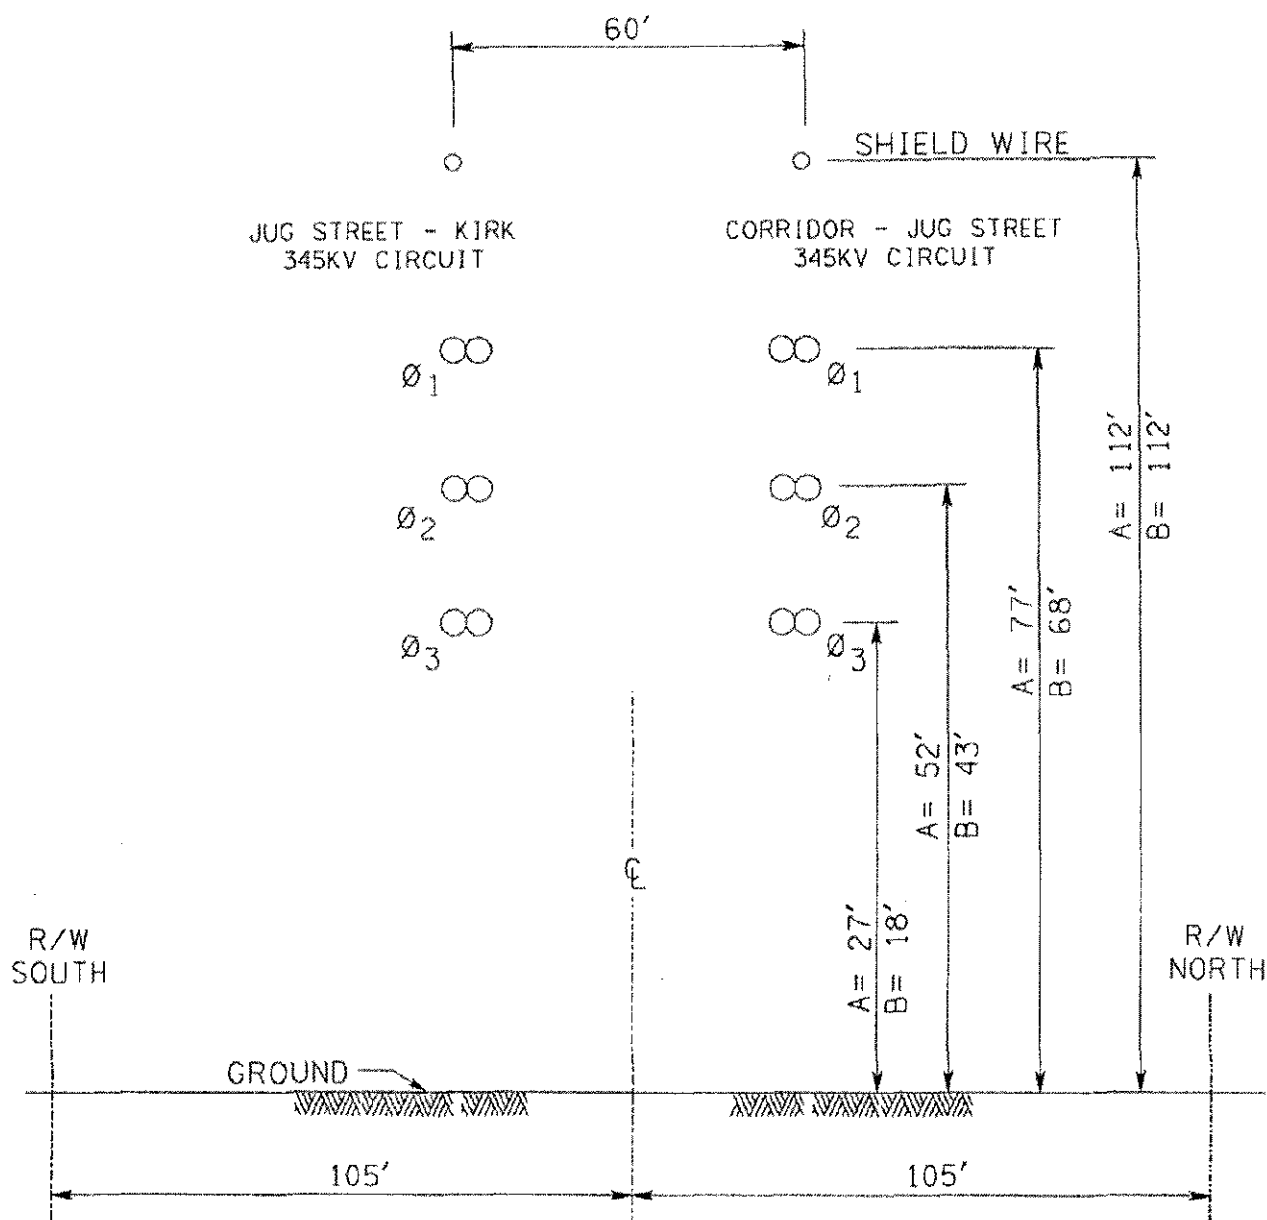 60'
SHIELD WIRE
JUG STREET - KIRK
345KV CIRCUIT
CORRIDOR - JUG STREET
345KV CIRCUIT
Ø1
Ø1
A= 112'
B= 112'
Ø2
Ø2
A= 77'
B= 68'
Ø3
Ø3
A= 52'
B= 43'
℄
A= 27'
B= 18'
R/W
SOUTH
R/W
NORTH
GROUND
105'
105'